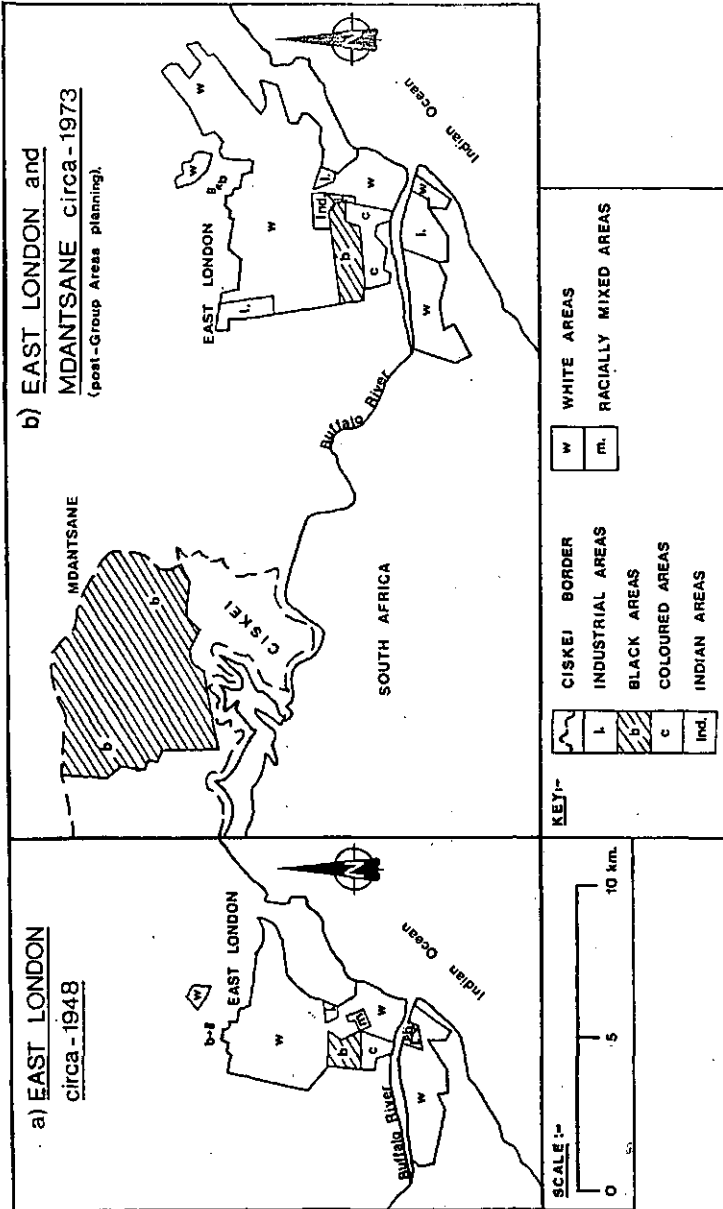 a) EAST LONDON
circa-1948
w
b
EAST LONDON
w
b
m
w
c
b
w
Buffalo River
Indian Ocean
N
b) EAST LONDON and
MDANTSANE circa-1973
(post-Group Areas planning).
MDANTSANE
b
b
CISKEI
SOUTH AFRICA
Buffalo River
EAST LONDON
w
w
b
w
I.
Ind.
I.
b
c
c
w
w
I.
w
Indian Ocean
SCALE :-
0
5
10 km.
KEY:-
CISKEI BORDER
I. INDUSTRIAL AREAS
b BLACK AREAS
c COLOURED AREAS
Ind. INDIAN AREAS
w WHITE AREAS
m. RACIALLY MIXED AREAS